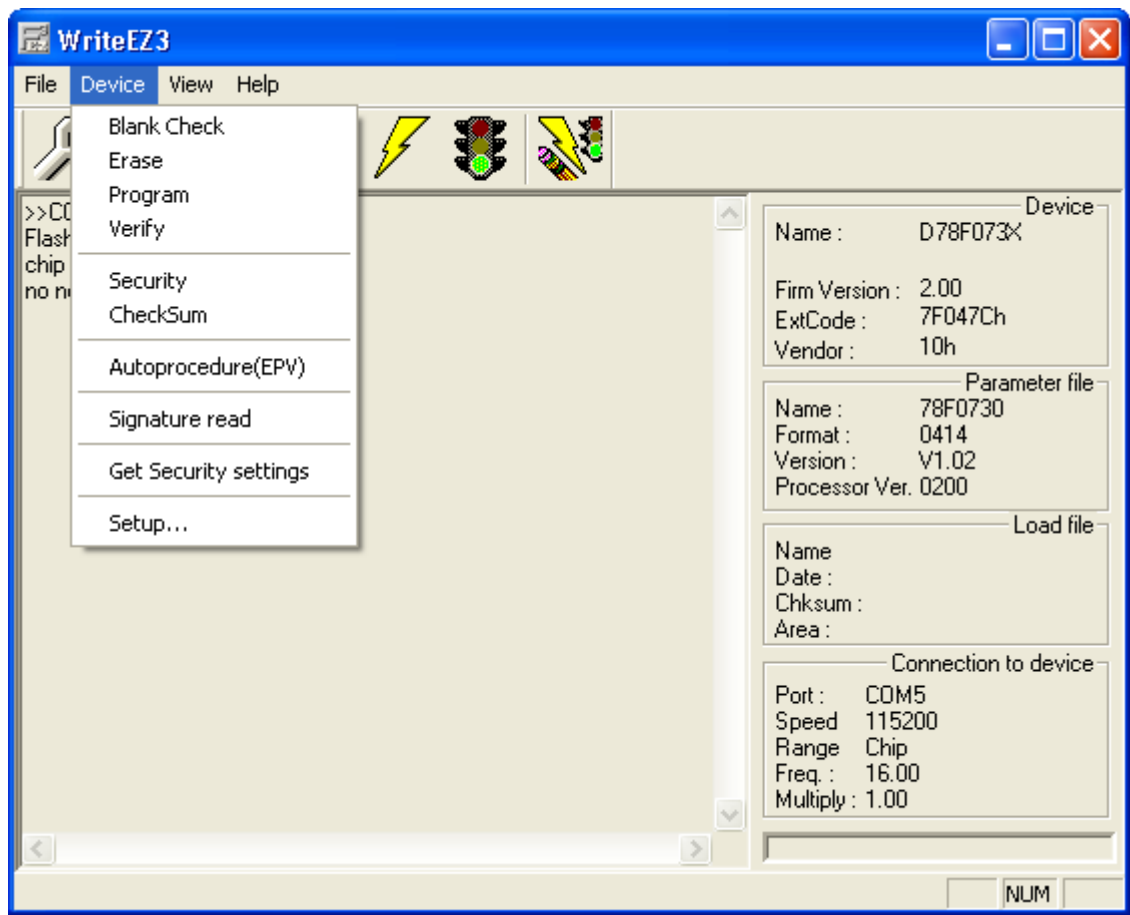 WriteEZ3
File Device View Help
Blank Check
Erase
Program
Verify
Security
CheckSum
Autoprocedure(EPV)
Signature read
Get Security settings
Setup...
>>CO
Flash
chip
no n
Device
Name : D78F073X
Firm Version : 2.00
ExtCode : 7F047Ch
Vendor : 10h
Parameter file
Name : 78F0730
Format : 0414
Version : V1.02
Processor Ver. 0200
Load file
Name
Date :
Chksum :
Area :
Connection to device
Port : COM5
Speed 115200
Range Chip
Freq. : 16.00
Multiply : 1.00
NUM